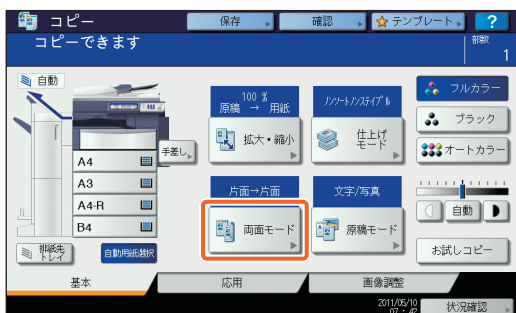 コピー
保存
確認
テンプレート
?
コピーできます
部数
1
自動
100 %
原稿 → 用紙
ﾉﾝｿｰﾄ/ﾉﾝｽﾃｲﾌﾟﾙ
フルカラー
拡大・縮小
仕上げ
モード
ブラック
手差し
オートカラー
A4
A3
A4-R
B4
片面→片面
文字/写真
両面モード
原稿モード
自動
排紙先
トレイ
自動用紙選択
お試しコピー
基本
応用
画像調整
2011/05/10
07 : 42
状況確認